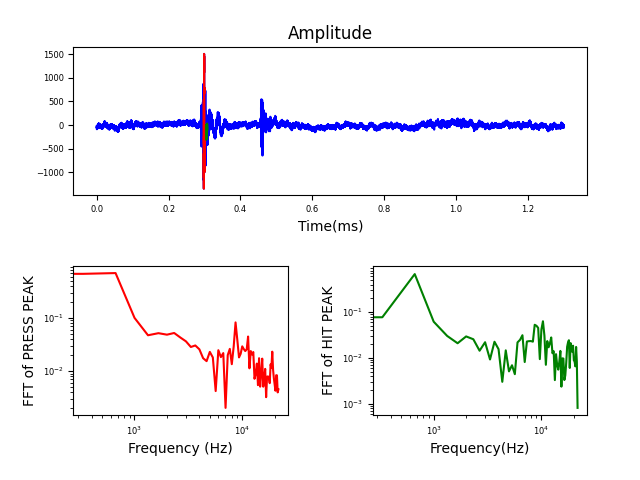 Amplitude
1500
1000
500
0
−500
−1000
0.0 0.2 0.4 0.6 0.8 1.0 1.2
Time(ms)
FFT of PRESS PEAK
10⁻¹
10⁻²
10³ 10⁴
Frequency (Hz)
FFT of HIT PEAK
10⁻¹
10⁻²
10⁻³
10³ 10⁴
Frequency(Hz)